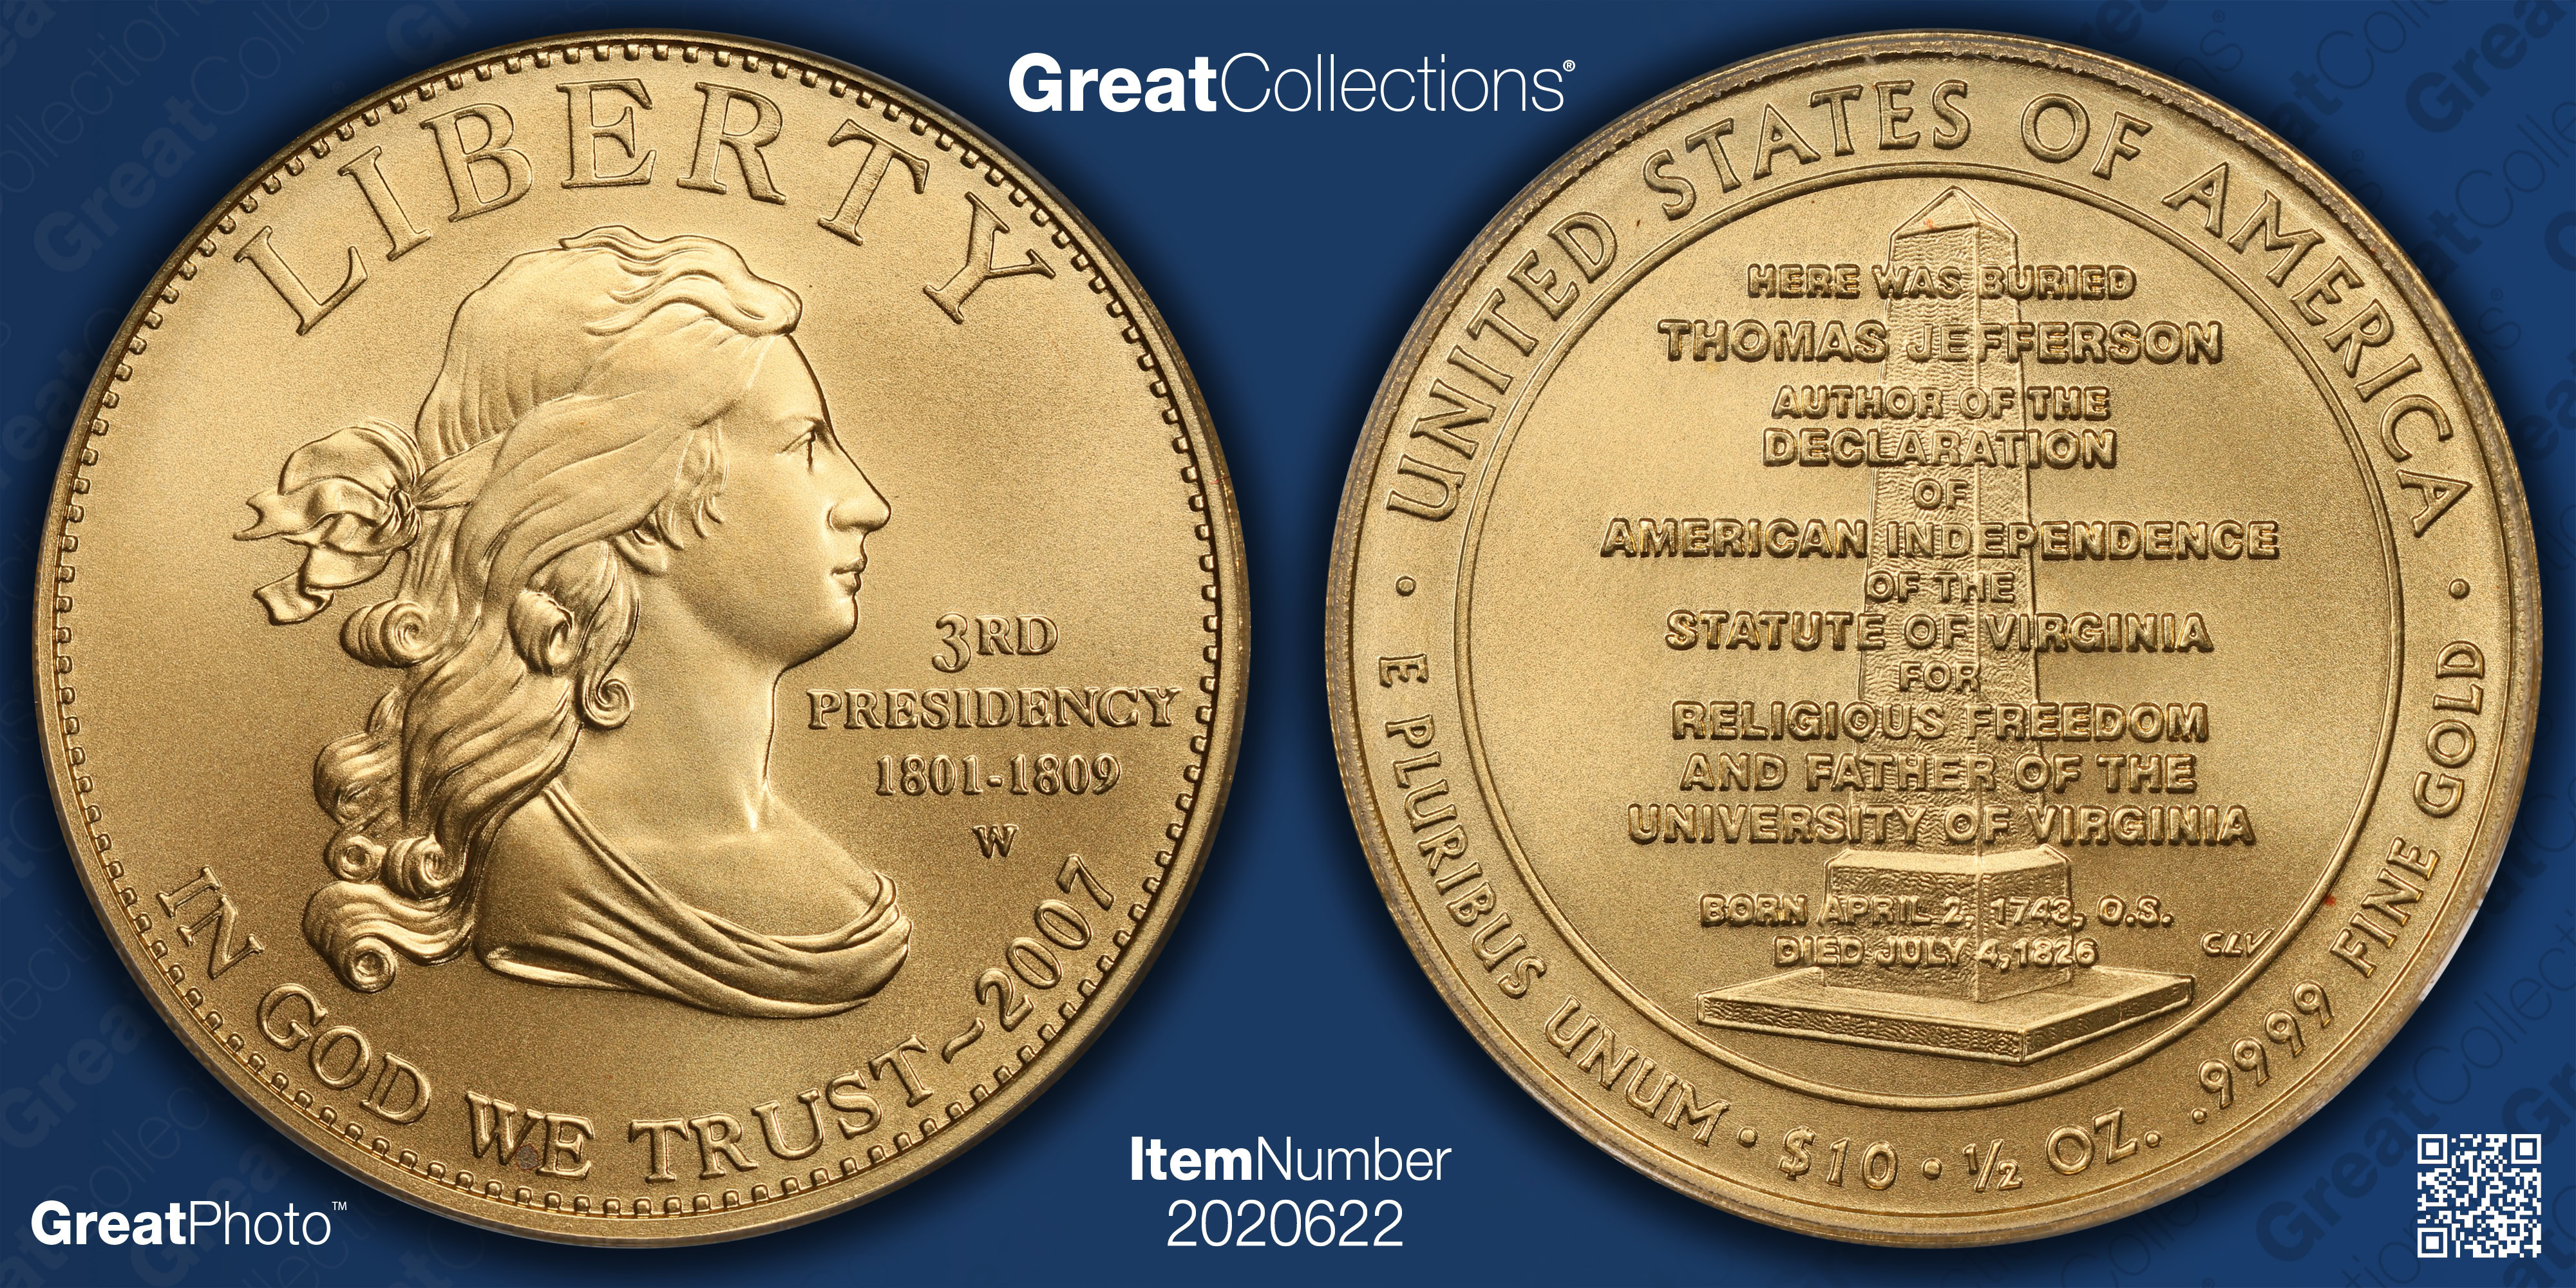 GreatCollections®
LIBERTY
3RD
PRESIDENCY
1801-1809
W
IN GOD WE TRUST~2007
UNITED STATES OF AMERICA
HERE WAS BURIED
THOMAS JEFFERSON
AUTHOR OF THE
DECLARATION
OF
AMERICAN INDEPENDENCE
OF THE
STATUTE OF VIRGINIA
FOR
RELIGIOUS FREEDOM
AND FATHER OF THE
UNIVERSITY OF VIRGINIA
BORN APRIL 2, 1743, O.S.
DIED JULY 4,1826
CLV
· E PLURIBUS UNUM · $10 · ½ OZ. .9999 FINE GOLD ·
ItemNumber
2020622
GreatPhoto™